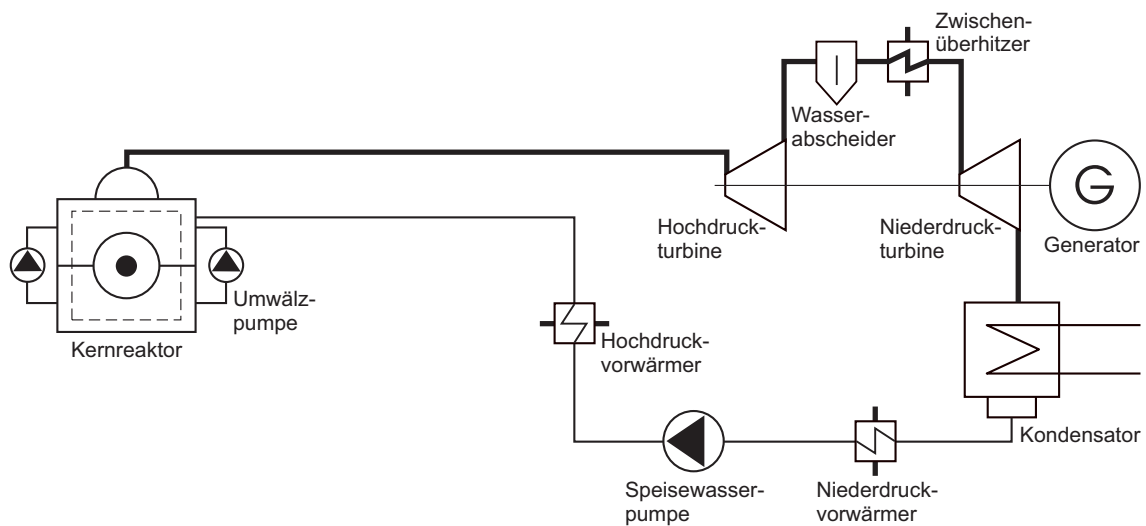 Zwischen-
überhitzer
Wasser-
abscheider
G
Hochdruck-
turbine
Niederdruck-
turbine
Generator
Umwälz-
pumpe
Kernreaktor
Hochdruck-
vorwärmer
Kondensator
Speisewasser-
pumpe
Niederdruck-
vorwärmer